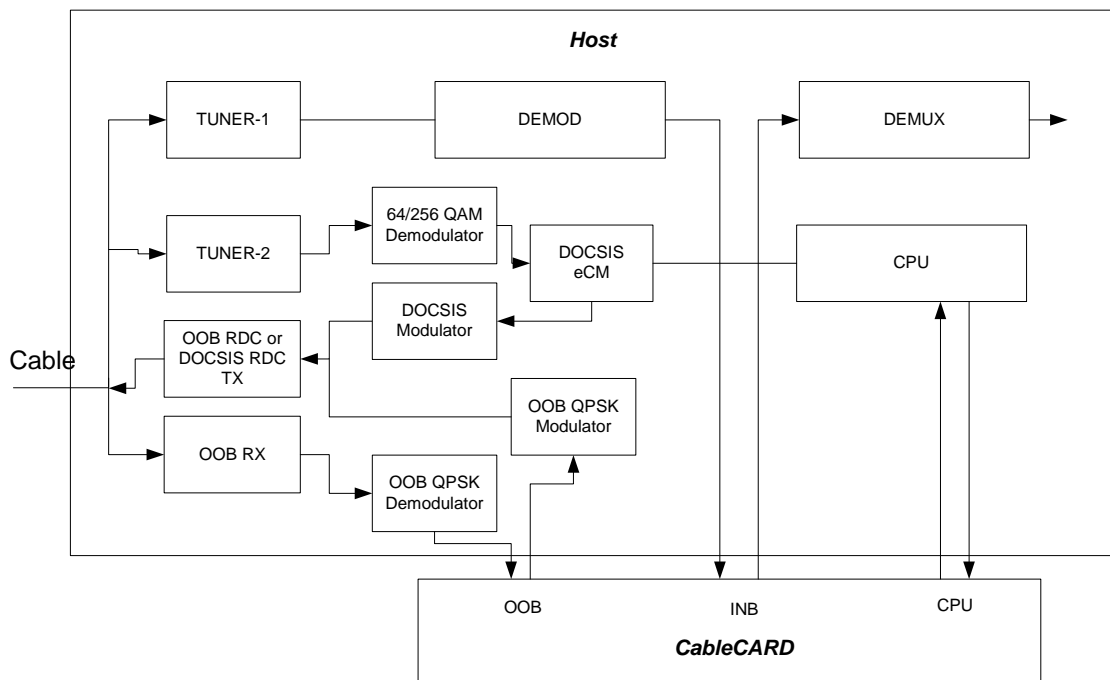 Host
TUNER-1
DEMOD
DEMUX
64/256 QAM
Demodulator
TUNER-2
DOCSIS
eCM
CPU
DOCSIS
Modulator
OOB RDC or
DOCSIS RDC
TX
Cable
OOB QPSK
Modulator
OOB RX
OOB QPSK
Demodulator
OOB
INB
CPU
CableCARD